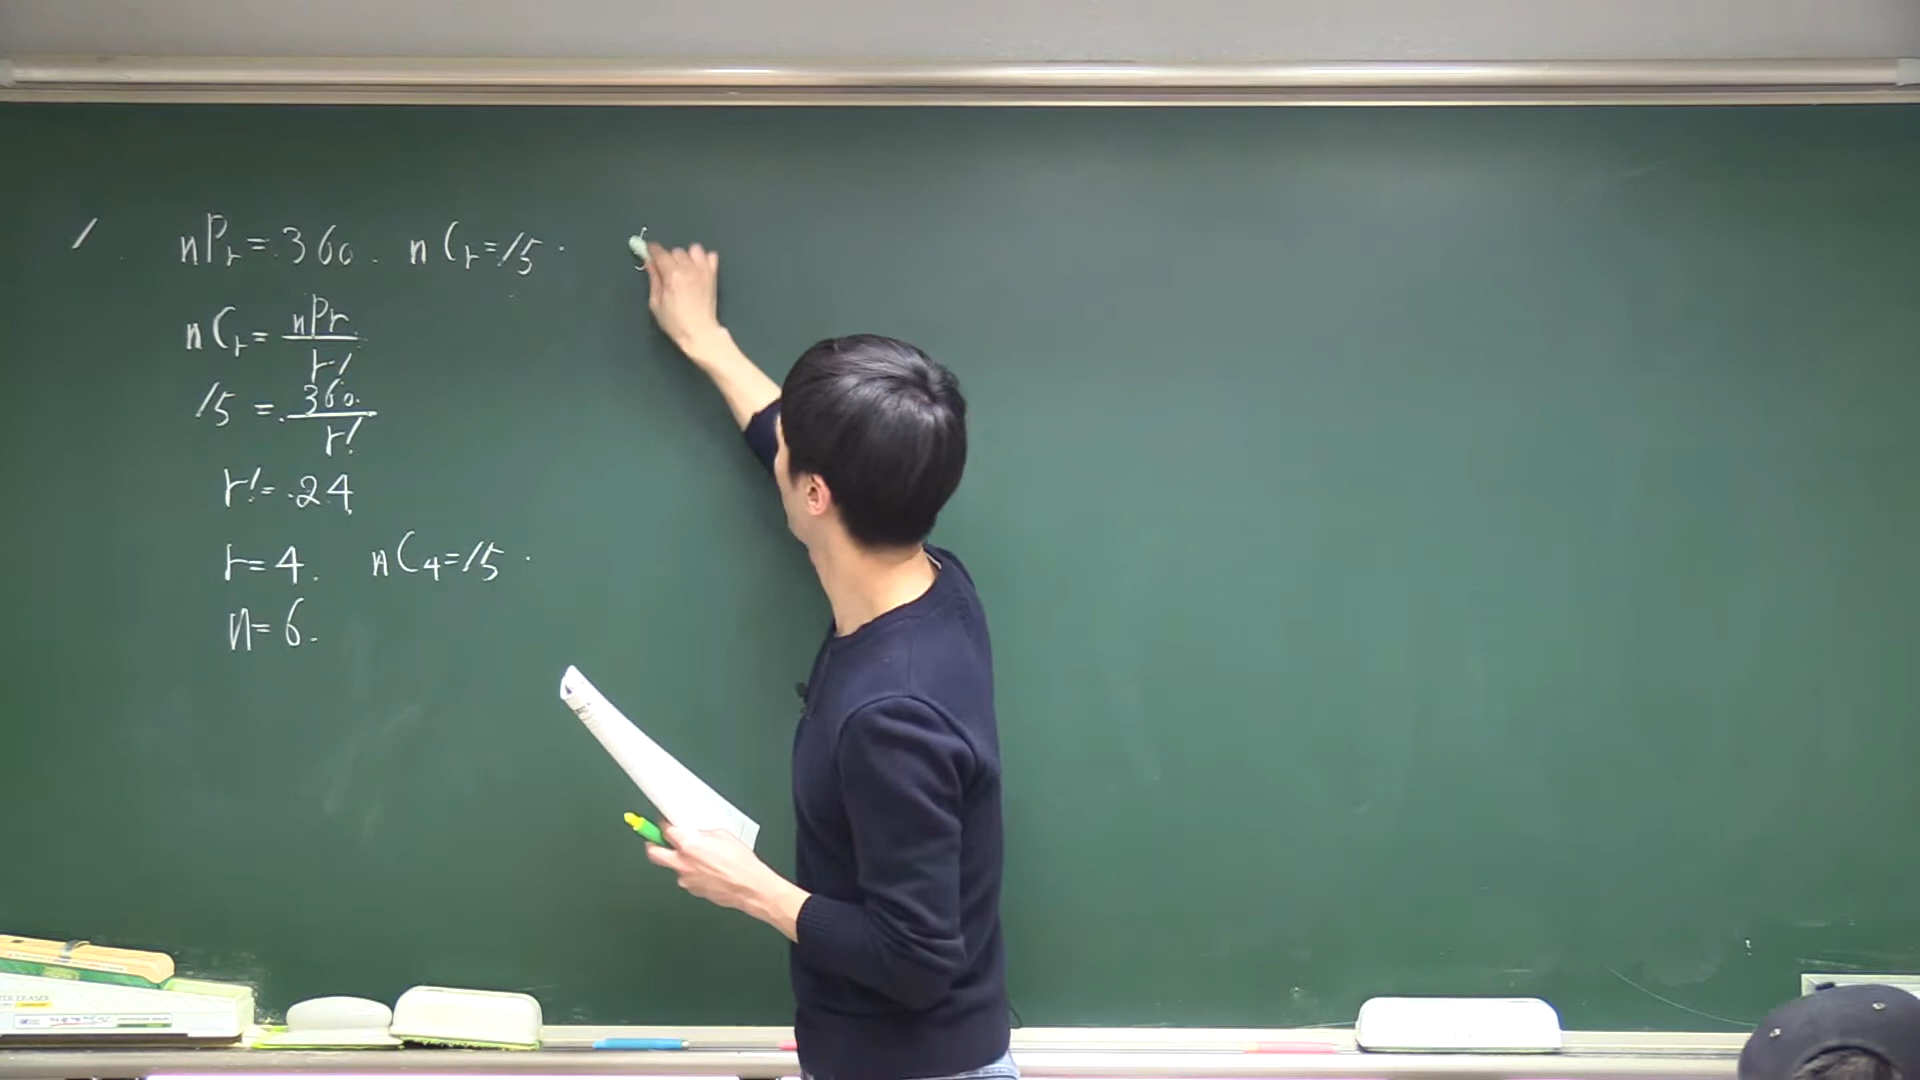 1. nPr = 360. nCr = 15.
nCr = nPr / r!
15 = 360 / r!
r! = 24
r = 4. nC4 = 15.
n = 6.